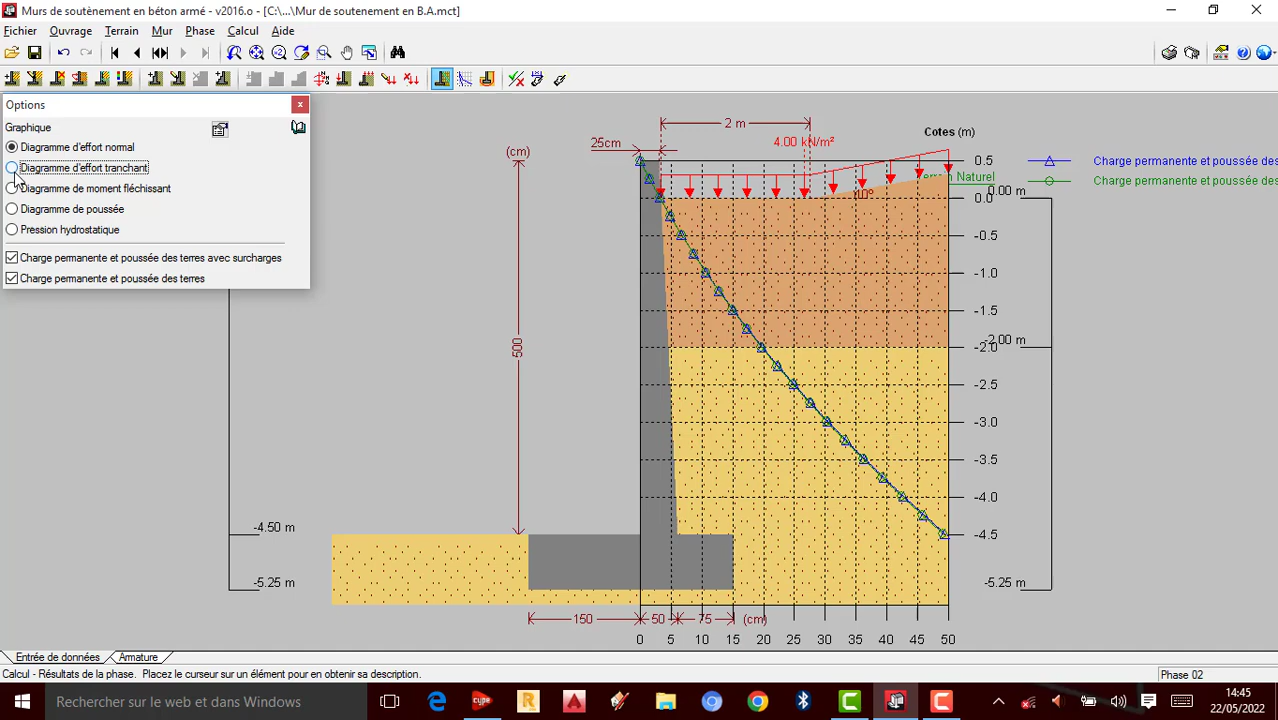 Murs de soutènement en béton armé - v2016.o - [C:\...\Mur de soutenement en B.A.mct]
Fichier Ouvrage Terrain Mur Phase Calcul Aide
Options
Graphique
Diagramme d'effort normal
Diagramme d'effort tranchant
Diagramme de moment fléchissant
Diagramme de poussée
Pression hydrostatique
Charge permanente et poussée des terres avec surcharges
Charge permanente et poussée des terres
2 m
25cm
4.00 kN/m²
(cm)
Cotes (m)
Charge permanente et poussée des
Charge permanente et poussée des
Naturel
10°
500
0.5
0.00 m
0.0
-0.5
-1.0
-1.5
2.00 m
-2.0
-2.5
-3.0
-3.5
-4.0
-4.5
-4.50 m
-5.25 m
-5.25 m
150 50 75 (cm)
0 5 10 15 20 25 30 35 40 45 50
Entrée de données Armature
Calcul - Résultats de la phase. Placez le curseur sur un élément pour en obtenir sa description.
Phase 02
Rechercher sur le web et dans Windows
cype
14:45
22/05/2022